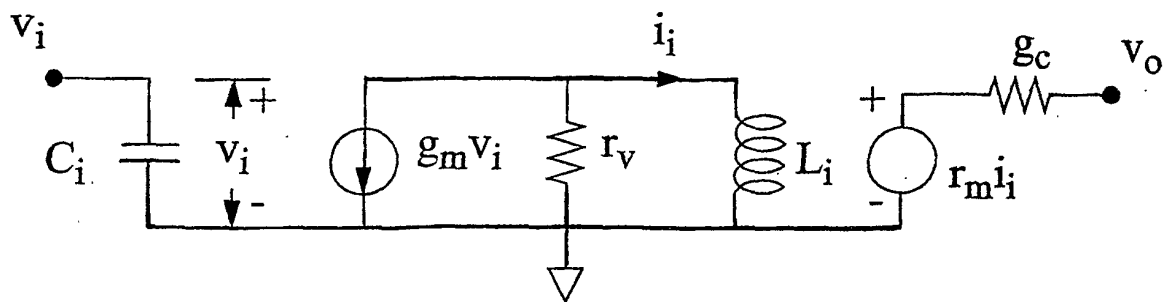 v_i
i_i
g_c
v_o
+
+
C_i
v_i
g_m v_i
r_v
L_i
r_m i_i
-
-